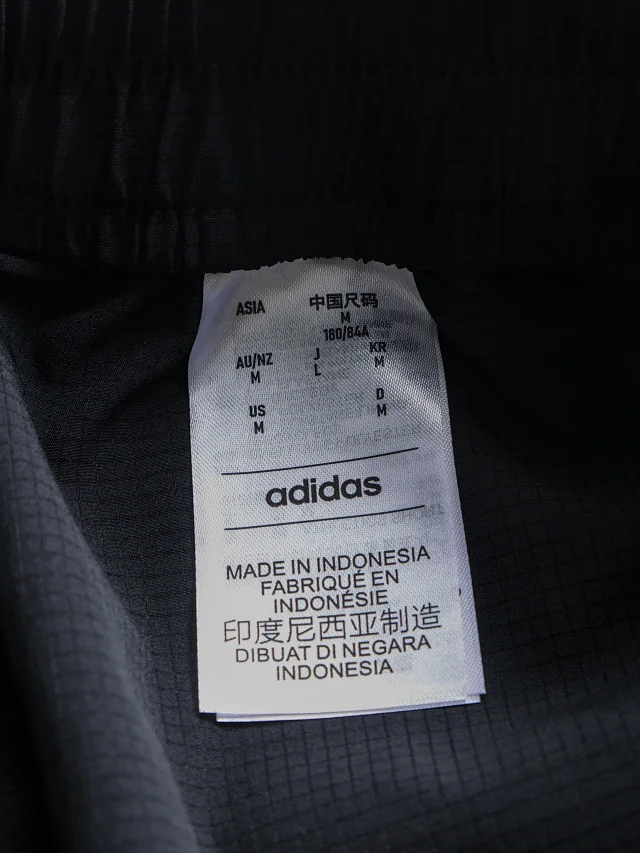 ASIA 中国尺码
M
180/84A
AU/NZ J KR
M L M
US D
M M
adidas
MADE IN INDONESIA
FABRIQUÉ EN
INDONÉSIE
印度尼西亚制造
DIBUAT DI NEGARA
INDONESIA